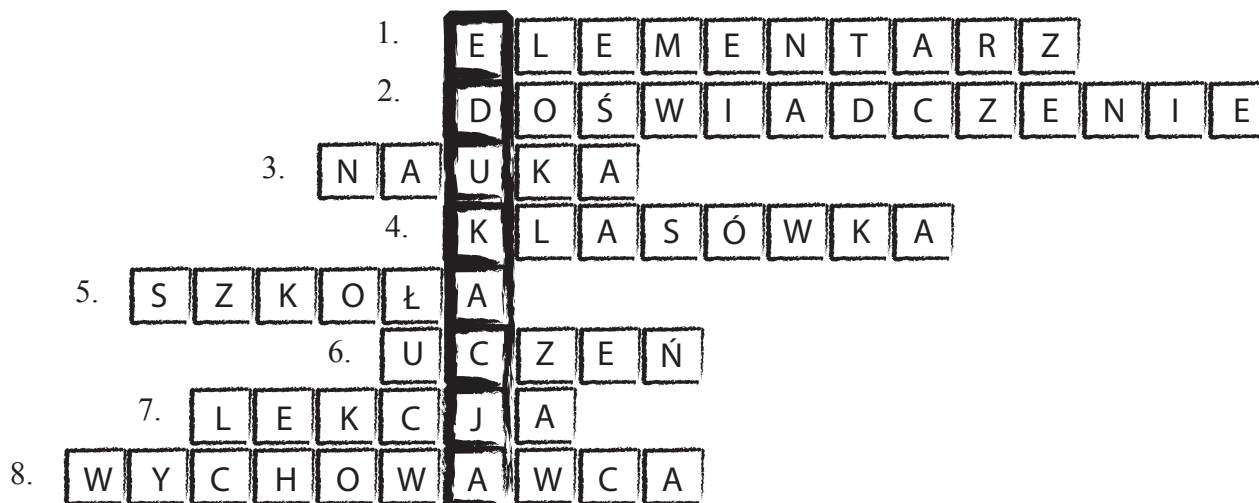 1. ELEMENTARZ
2. DOŚWIADCZENIE
3. NAUKA
4. KLASÓWKA
5. SZKOŁA
6. UCZEŃ
7. LEKCJA
8. WYCHOWAWCA